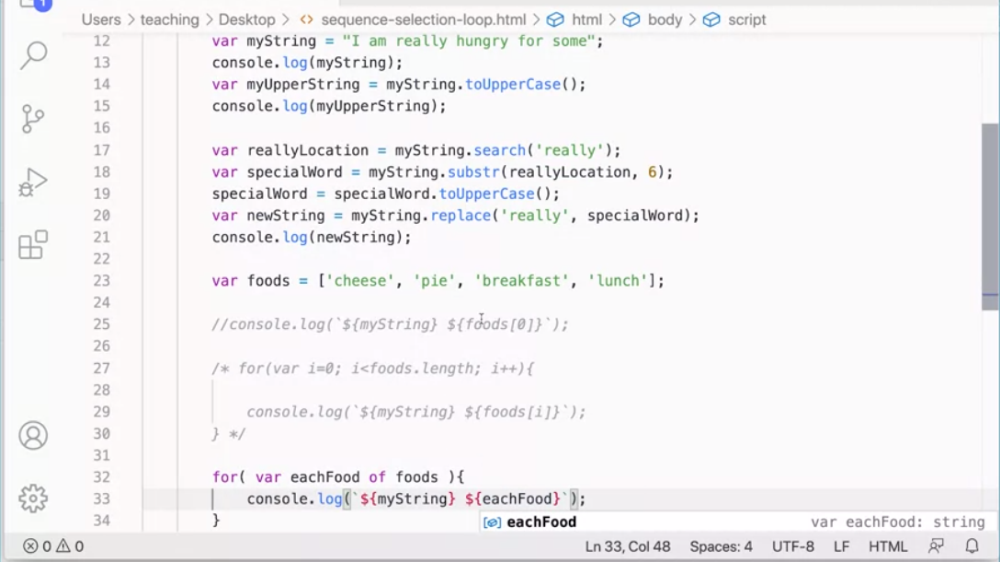 1
Users > teaching > Desktop > <> sequence-selection-loop.html > html > body > script
12 var myString = "I am really hungry for some";
13 console.log(myString);
14 var myUpperString = myString.toUpperCase();
15 console.log(myUpperString);
16
17 var reallyLocation = myString.search('really');
18 var specialWord = myString.substr(reallyLocation, 6);
19 specialWord = specialWord.toUpperCase();
20 var newString = myString.replace('really', specialWord);
21 console.log(newString);
22
23 var foods = ['cheese', 'pie', 'breakfast', 'lunch'];
24
25 //console.log(`${myString} ${foods[0]}`);
26
27 /* for(var i=0; i<foods.length; i++){
28
29 console.log(`${myString} ${foods[i]}`);
30 } */
31
32 for( var eachFood of foods ){
33 console.log(`${myString} ${eachFood}`);
34 }
eachFood var eachFood: string
0 0 Ln 33, Col 48 Spaces: 4 UTF-8 LF HTML